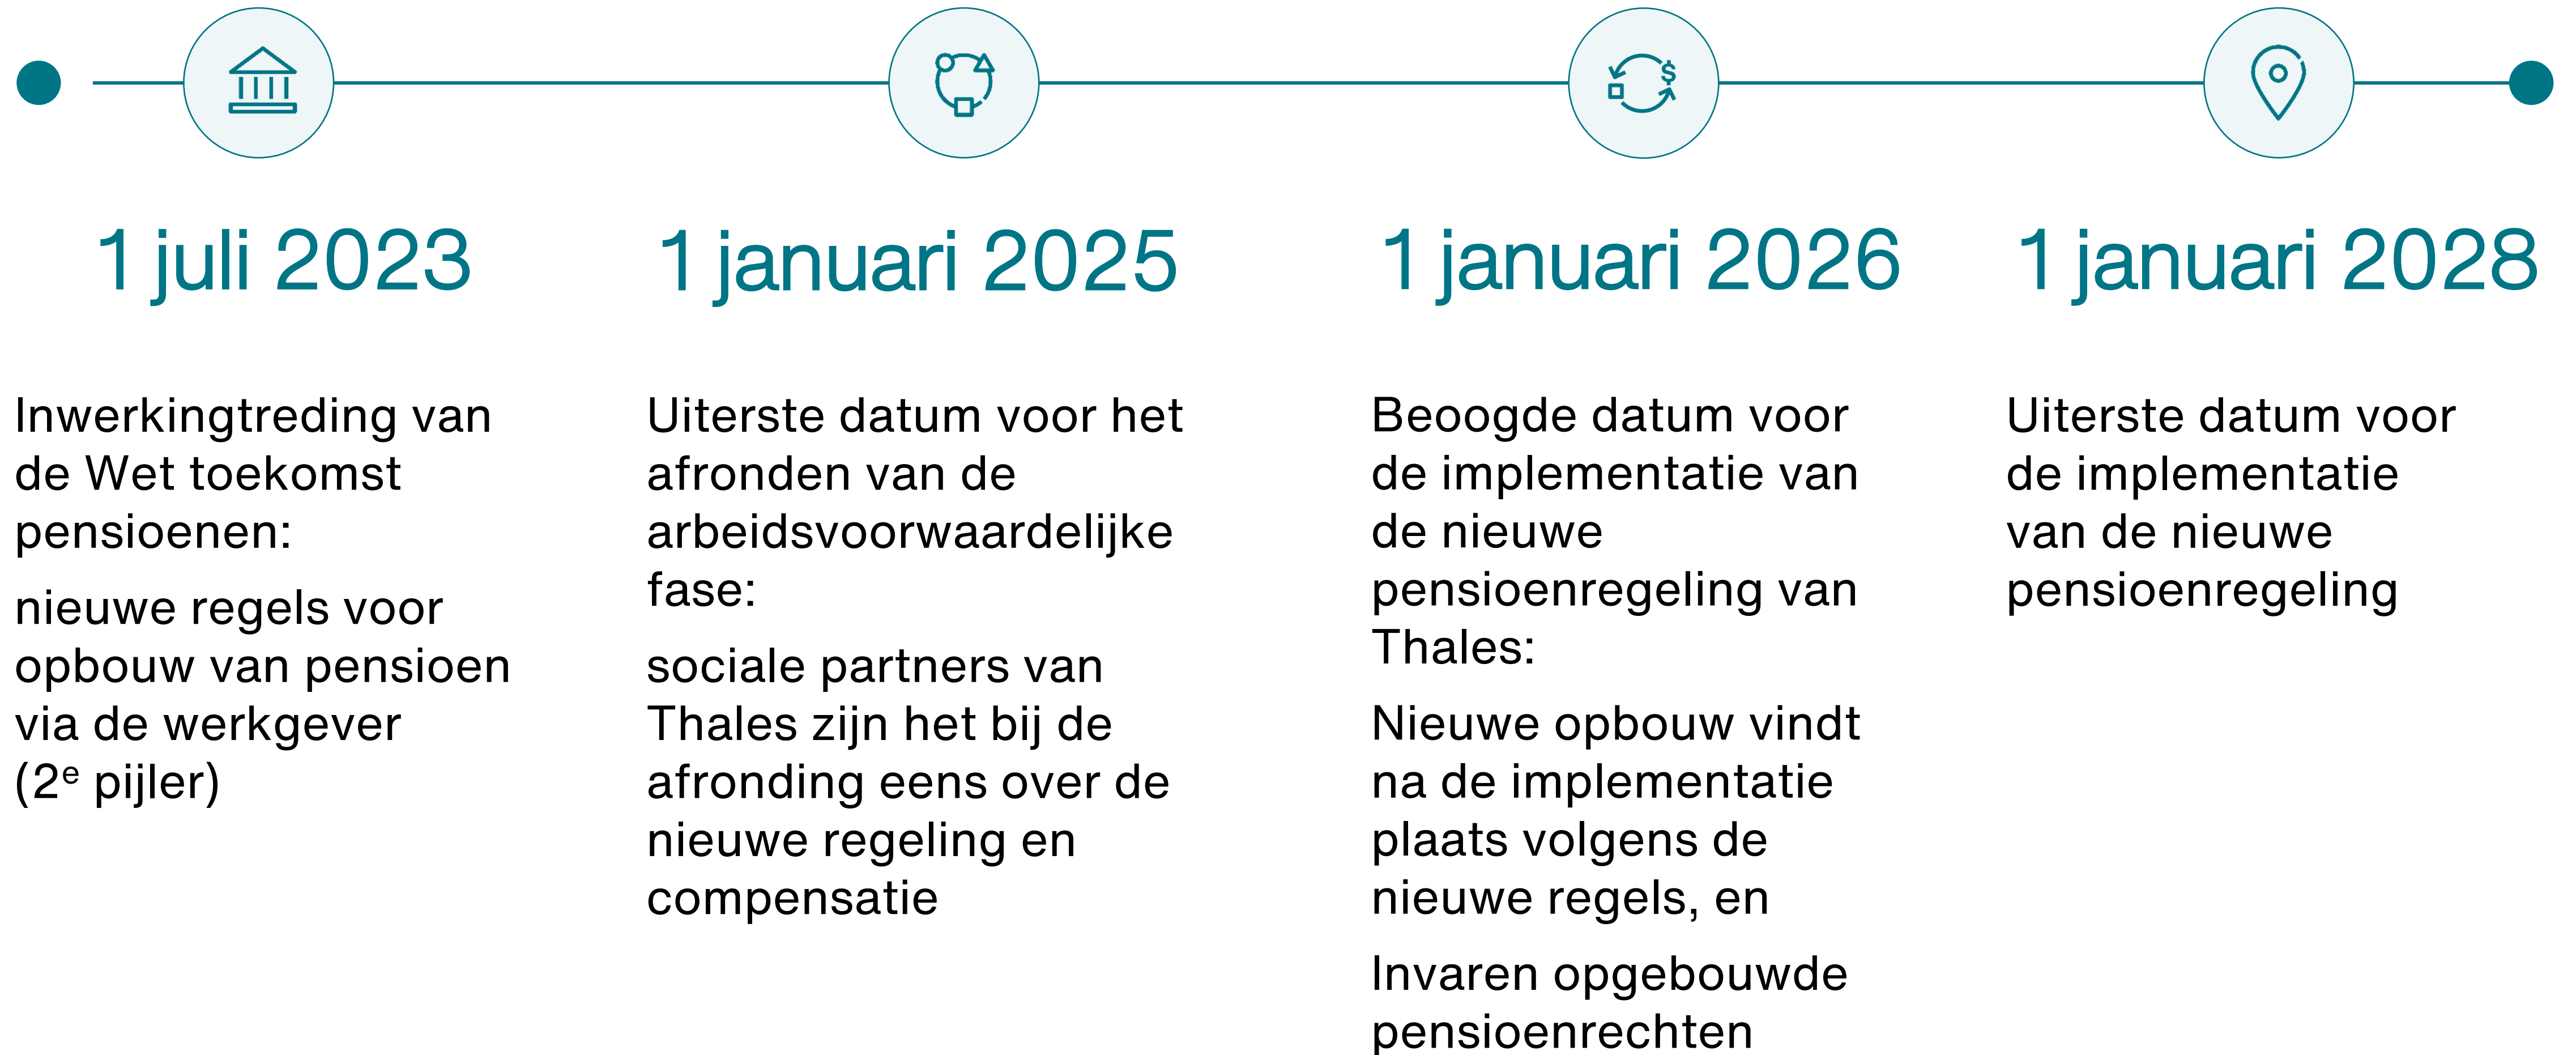 1 juli 2023
Inwerkingtreding van
de Wet toekomst
pensioenen:
nieuwe regels voor
opbouw van pensioen
via de werkgever
(2e pijler)
1 januari 2025
Uiterste datum voor het
afronden van de
arbeidsvoorwaardelijke
fase:
sociale partners van
Thales zijn het bij de
afronding eens over de
nieuwe regeling en
compensatie
$
1 januari 2026
Beoogde datum voor
de implementatie van
de nieuwe
pensioenregeling van
Thales:
Nieuwe opbouw vindt
na de implementatie
plaats volgens de
nieuwe regels, en
Invaren opgebouwde
pensioenrechten
1 januari 2028
Uiterste datum voor
de implementatie
van de nieuwe
pensioenregeling